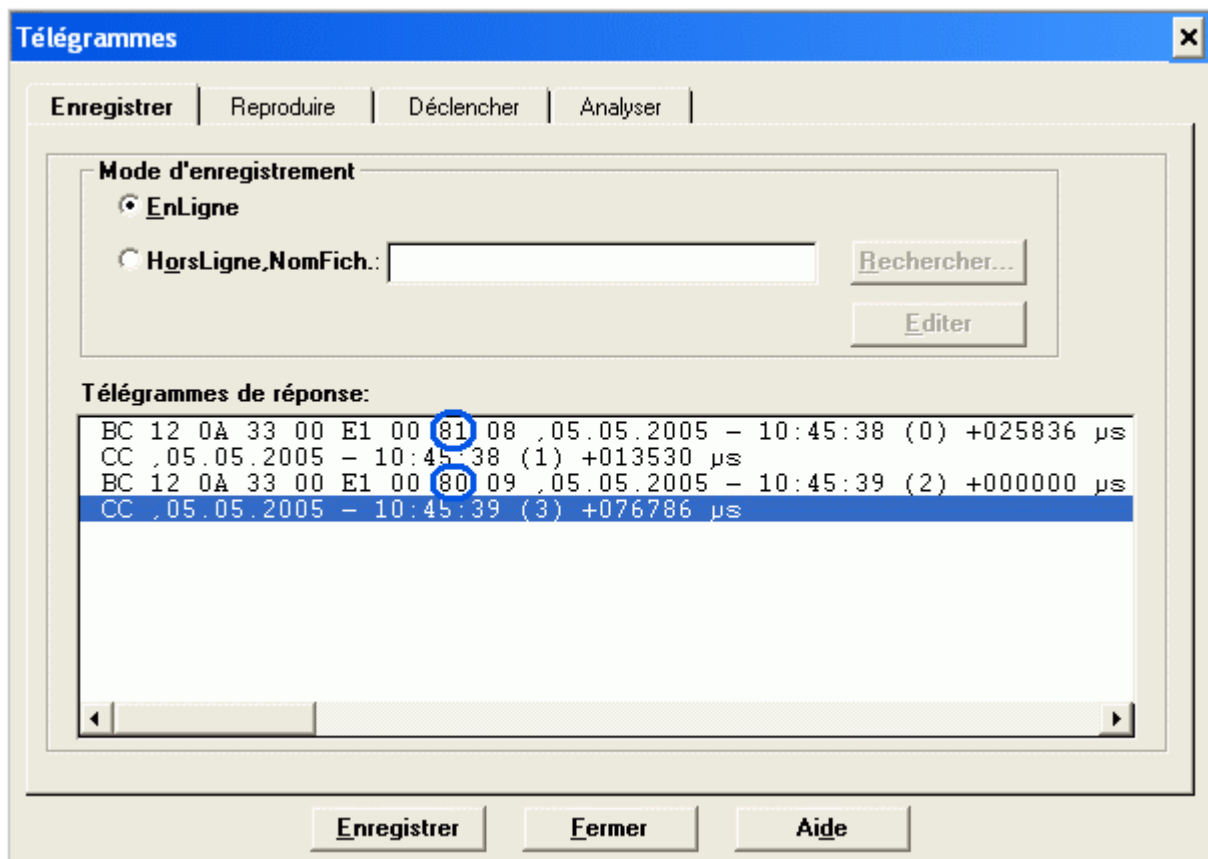 Télégrammes
Enregistrer Reproduire Déclencher Analyser
Mode d'enregistrement
EnLigne
HorsLigne,NomFich.: Rechercher...
Editer
Télégrammes de réponse:
BC 12 0A 33 00 E1 00 81 08 ,05.05.2005 – 10:45:38 (0) +025836 µs
CC ,05.05.2005 – 10:45:38 (1) +013530 µs
BC 12 0A 33 00 E1 00 80 09 ,05.05.2005 – 10:45:39 (2) +000000 µs
CC ,05.05.2005 – 10:45:39 (3) +076786 µs
Enregistrer Fermer Aide